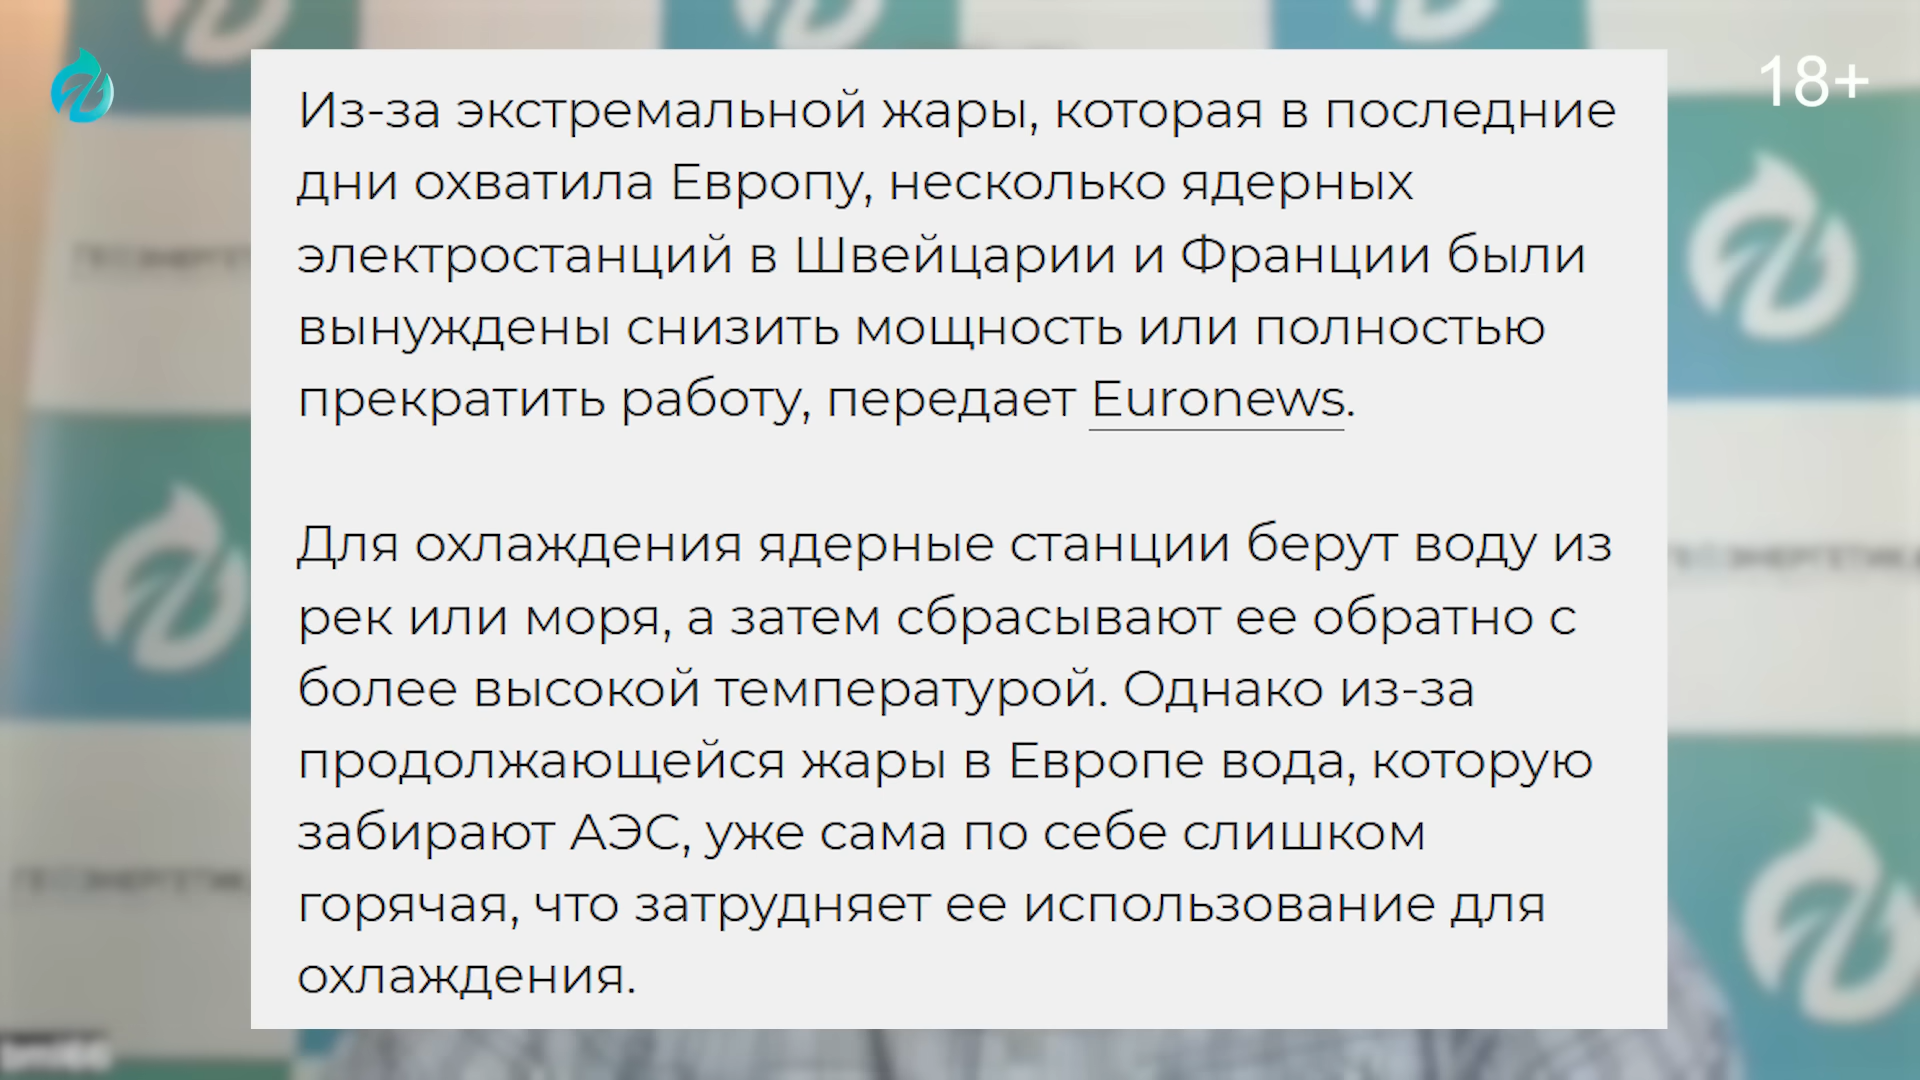 18+
Из-за экстремальной жары, которая в последние
дни охватила Европу, несколько ядерных
электростанций в Швейцарии и Франции были
вынуждены снизить мощность или полностью
прекратить работу, передает Euronews.
Для охлаждения ядерные станции берут воду из
рек или моря, а затем сбрасывают ее обратно с
более высокой температурой. Однако из-за
продолжающейся жары в Европе вода, которую
забирают АЭС, уже сама по себе слишком
горячая, что затрудняет ее использование для
охлаждения.